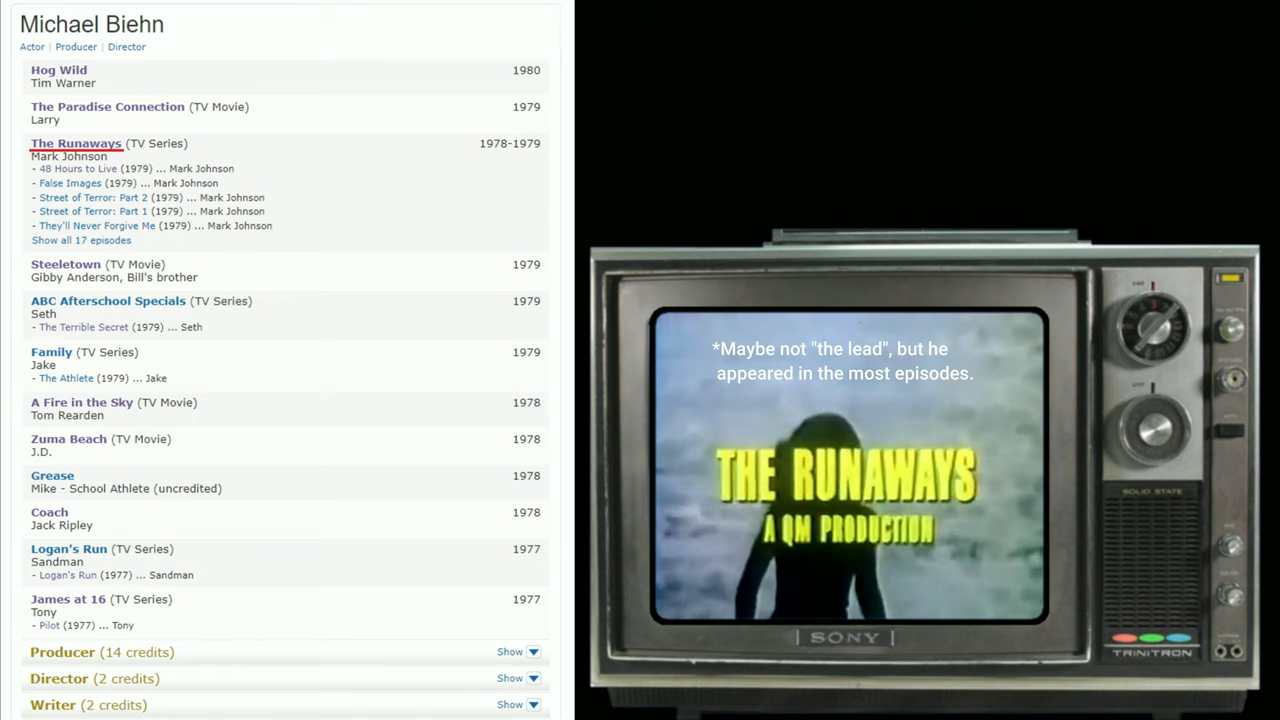 Michael Biehn
Actor | Producer | Director
Hog Wild 1980
Tim Warner
The Paradise Connection (TV Movie) 1979
Larry
The Runaways (TV Series) 1978-1979
Mark Johnson
- 48 Hours to Live (1979) ... Mark Johnson
- False Images (1979) ... Mark Johnson
- Street of Terror: Part 2 (1979) ... Mark Johnson
- Street of Terror: Part 1 (1979) ... Mark Johnson
- They'll Never Forgive Me (1979) ... Mark Johnson
Show all 17 episodes
Steeletown (TV Movie) 1979
Gibby Anderson, Bill's brother
ABC Afterschool Specials (TV Series) 1979
Seth
- The Terrible Secret (1979) ... Seth
Family (TV Series) 1979
Jake
- The Athlete (1979) ... Jake
A Fire in the Sky (TV Movie) 1978
Tom Rearden
Zuma Beach (TV Movie) 1978
J.D.
Grease 1978
Mike - School Athlete (uncredited)
Coach 1978
Jack Ripley
Logan's Run (TV Series) 1977
Sandman
- Logan's Run (1977) ... Sandman
James at 16 (TV Series) 1977
Tony
- Pilot (1977) ... Tony
Producer (14 credits) Show
Director (2 credits) Show
Writer (2 credits) Show
*Maybe not "the lead", but he
appeared in the most episodes.
THE RUNAWAYS
A QM PRODUCTION
SONY
SOLID STATE
TRINITRON